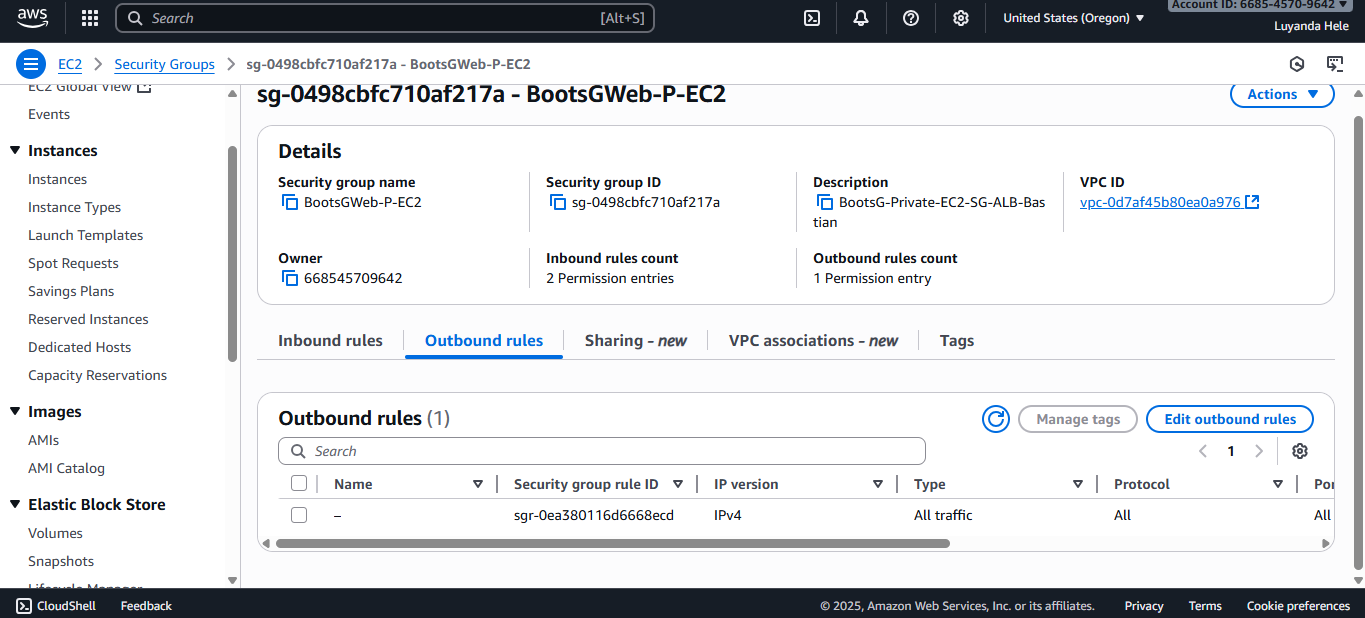 aws
Search [Alt+S]
United States (Oregon)
Account ID: 6685-4570-9642
Luyanda Hele
EC2 > Security Groups > sg-0498cbfc710af217a - BootsGWeb-P-EC2
EC2 Global View
Events
Instances
Instances
Instance Types
Launch Templates
Spot Requests
Savings Plans
Reserved Instances
Dedicated Hosts
Capacity Reservations
Images
AMIs
AMI Catalog
Elastic Block Store
Volumes
Snapshots
Lifecycle Manager
sg-0498cbfc710af217a - BootsGWeb-P-EC2
Actions
Details
Security group name
BootsGWeb-P-EC2
Security group ID
sg-0498cbfc710af217a
Description
BootsG-Private-EC2-SG-ALB-Bas
tian
VPC ID
vpc-0d7af45b80ea0a976
Owner
668545709642
Inbound rules count
2 Permission entries
Outbound rules count
1 Permission entry
Inbound rules
Outbound rules
Sharing - new
VPC associations - new
Tags
Outbound rules (1)
Manage tags
Edit outbound rules
Search
1
Name Security group rule ID IP version Type Protocol Por
– sgr-0ea380116d6668ecd IPv4 All traffic All All
CloudShell Feedback
© 2025, Amazon Web Services, Inc. or its affiliates. Privacy Terms Cookie preferences